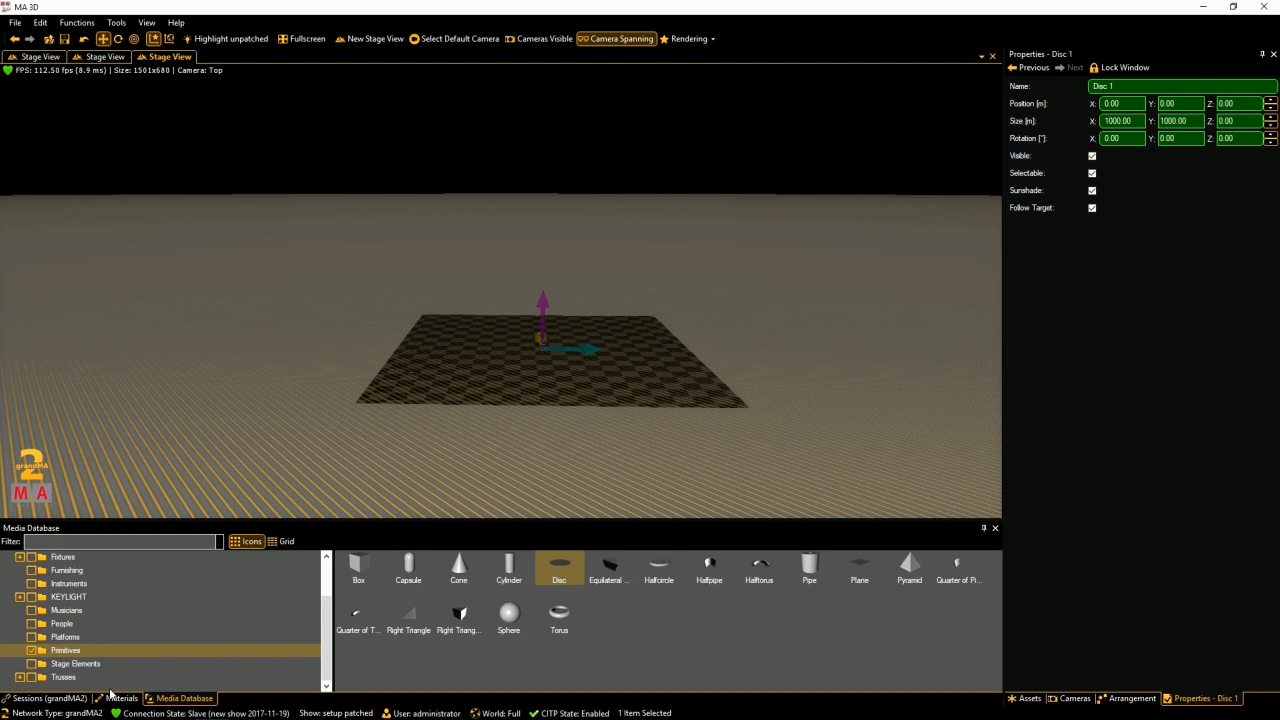 MA 3D
File Edit Functions Tools View Help
Highlight unpatched Fullscreen New Stage View Select Default Camera Cameras Visible Camera Spanning Rendering
Stage View Stage View Stage View
FPS: 112.50 fps (8.9 ms) | Size: 1501x680 | Camera: Top
Properties - Disc 1
Previous Next Lock Window
Name: Disc 1
Position [m]: X: 0.00 Y: 0.00 Z: 0.00
Size [m]: X: 1000.00 Y: 1000.00 Z: 0.00
Rotation [°]: X: 0.00 Y: 0.00 Z: 0.00
Visible:
Selectable:
Sunshade:
Follow Target:
2
grandMA
MA
Media Database
Filter: Icons Grid
Fixtures
Furnishing
Instruments
KEYLIGHT
Musicians
People
Platforms
Primitives
Stage Elements
Trusses
Box Capsule Cone Cylinder Disc Equilateral ... Halfcircle Halfpipe Halftorus Pipe Plane Pyramid Quarter of Pi...
Quarter of T... Right Triangle Right Triang... Sphere Torus
Sessions (grandMA2) Materials Media Database
Assets Cameras Arrangement Properties - Disc 1
2 Network Type: grandMA2 Connection State: Slave (new show 2017-11-19) Show: setup patched User: administrator World: Full CITP State: Enabled 1 Item Selected